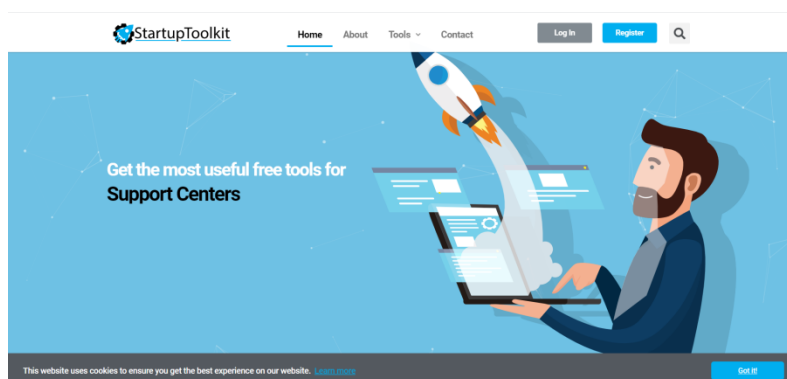 StartupToolkit
Home About Tools Contact
Log In Register
Get the most useful free tools for
Support Centers
This website uses cookies to ensure you get the best experience on our website. Learn more
Got it!